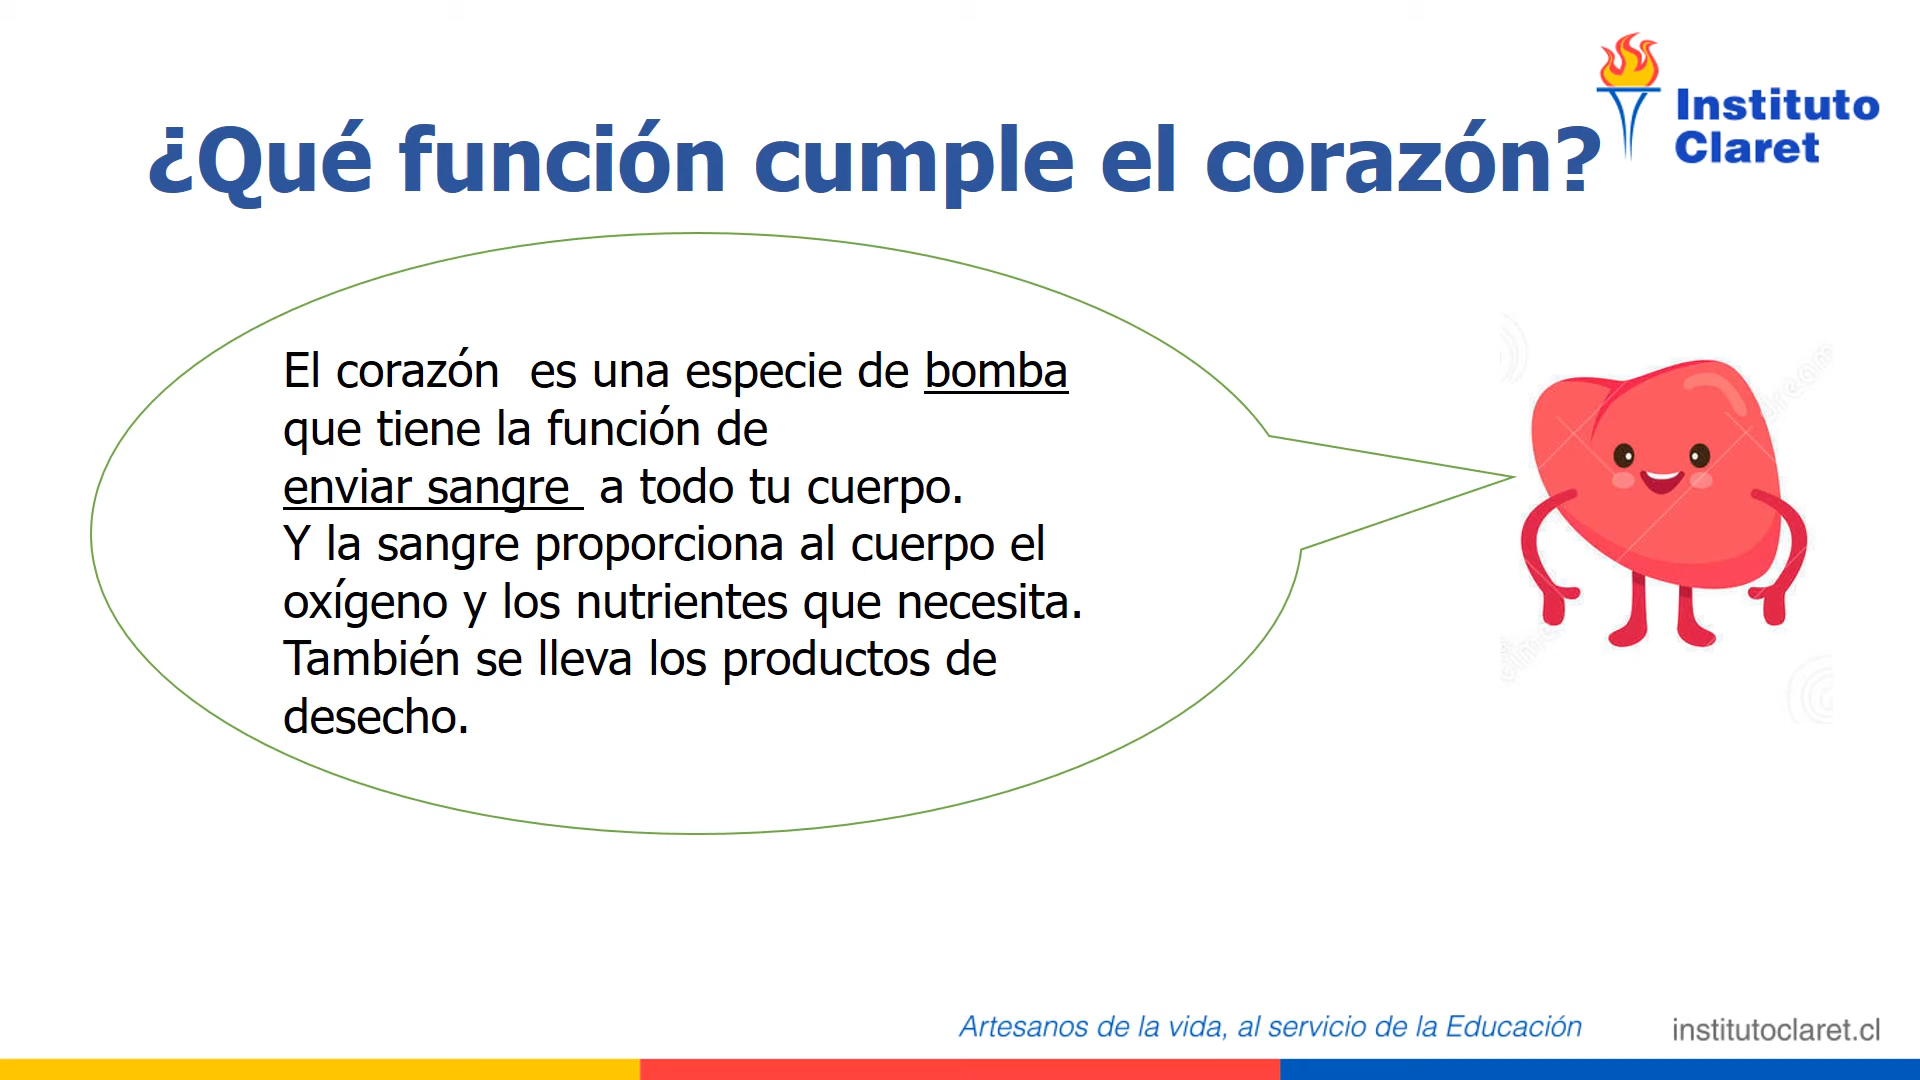 Instituto
Claret
¿Qué función cumple el corazón?
El corazón  es una especie de bomba
que tiene la función de
enviar sangre  a todo tu cuerpo.
Y la sangre proporciona al cuerpo el
oxígeno y los nutrientes que necesita.
También se lleva los productos de
desecho.
Artesanos de la vida, al servicio de la Educación
institutoclaret.cl